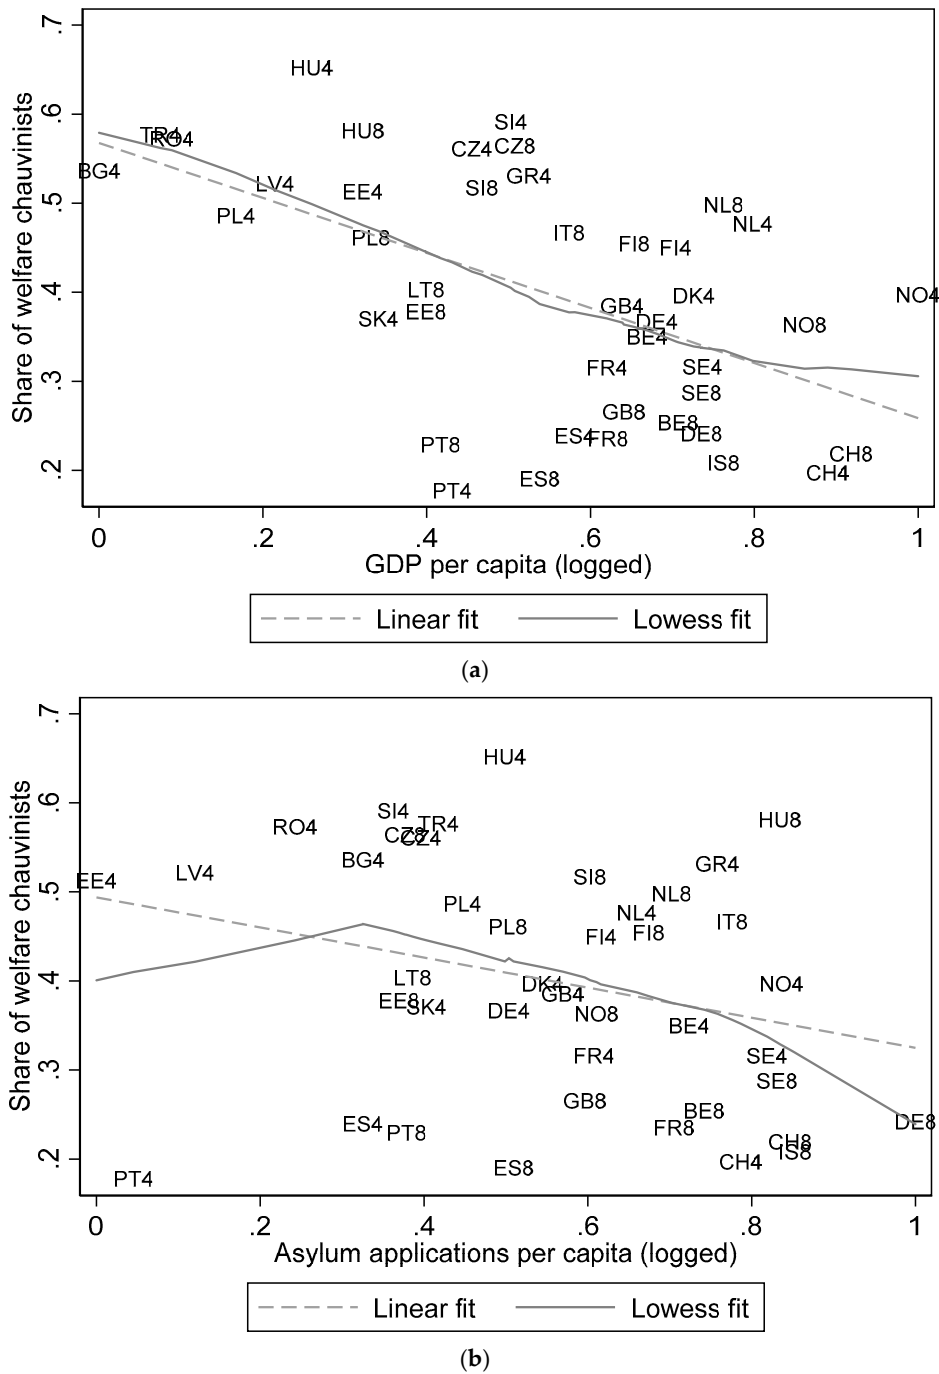 .7
HU4
.6
SI4
TR4
RO4
HU8
CZ8
CZ4
BG4
GR4
LV4
EE4
SI8
.5
NL8
PL4
NL4
IT8
PL8
FI8
FI4
.4
LT8
DK4
NO4
GB4
EE8
SK4
DE4
NO8
BE4
FR4
SE4
.3
SE8
GB8
BE8
ES4
FR8
DE8
PT8
IS8
CH8
CH4
.2
ES8
PT4
Share of welfare chauvinists
0 .2 .4 .6 .8 1
GDP per capita (logged)
Linear fit Lowess fit
(a)
.7
HU4
.6
SI4
RO4
TR4
HU8
CZ8
CZ4
BG4
GR4
LV4
EE4
SI8
.5
NL8
PL4
NL4
IT8
PL8
FI4
FI8
.4
LT8
DK4
NO4
GB4
EE8
SK4
DE4
NO8
BE4
FR4
SE4
.3
SE8
GB8
BE8
ES4
PT8
FR8
DE8
CH8
IS8
CH4
.2
ES8
PT4
Share of welfare chauvinists
0 .2 .4 .6 .8 1
Asylum applications per capita (logged)
Linear fit Lowess fit
(b)